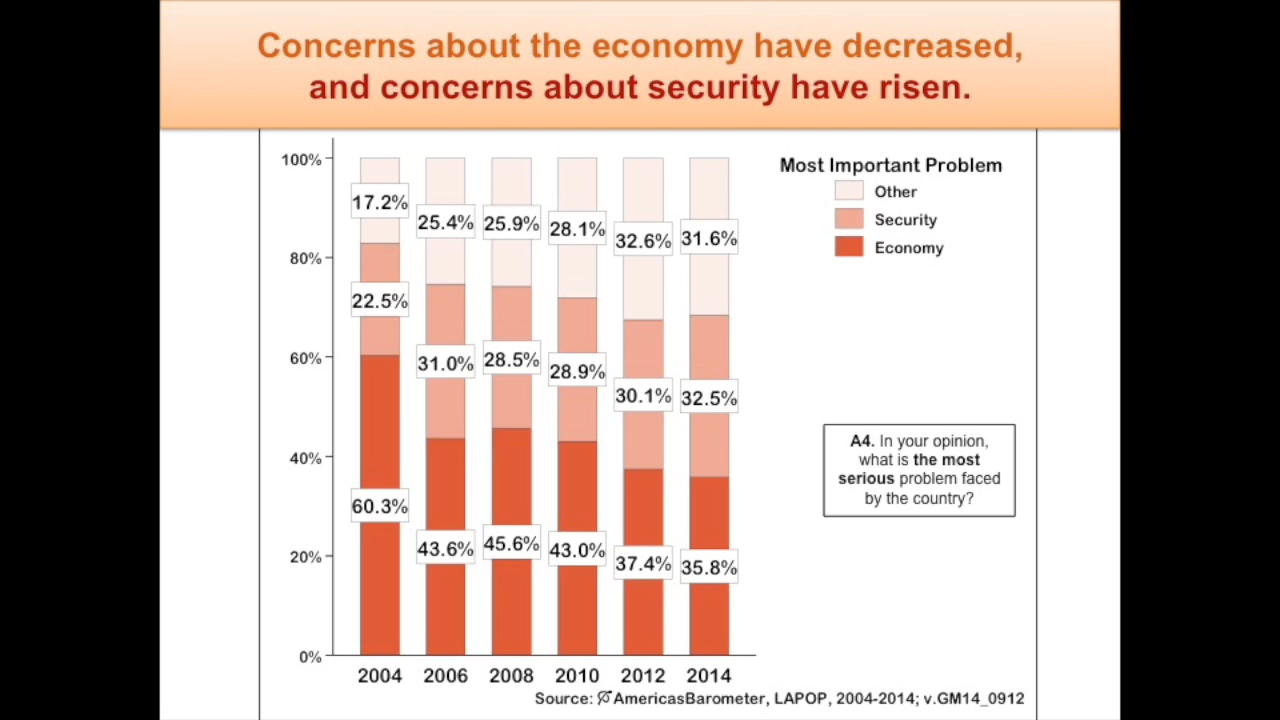 Concerns about the economy have decreased,
and concerns about security have risen.
Most Important Problem
Other
Security
Economy
100%
80%
60%
40%
20%
0%
17.2%
25.4%
25.9%
28.1%
32.6%
31.6%
22.5%
31.0%
28.5%
28.9%
30.1%
32.5%
60.3%
43.6%
45.6%
43.0%
37.4%
35.8%
A4. In your opinion,
what is the most
serious problem faced
by the country?
2004 2006 2008 2010 2012 2014
Source: AmericasBarometer, LAPOP, 2004-2014; v.GM14_0912